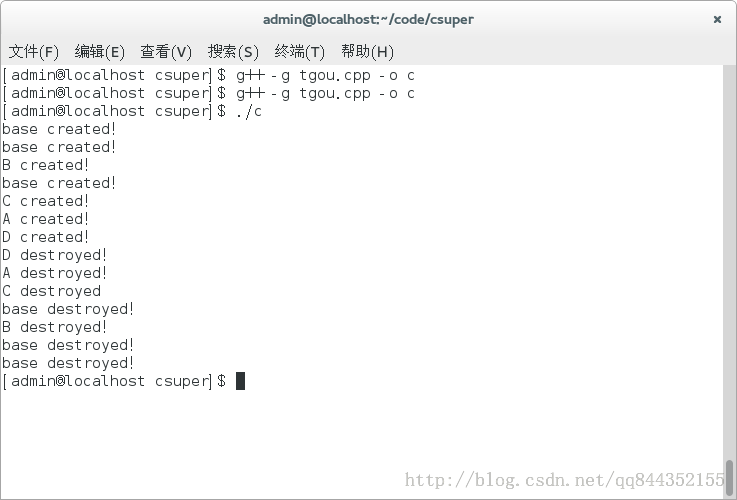 admin@localhost:~/code/csuper ×
文件(F) 编辑(E) 查看(V) 搜索(S) 终端(T) 帮助(H)
[admin@localhost csuper]$ g++ -g tgou.cpp -o c
[admin@localhost csuper]$ g++ -g tgou.cpp -o c
[admin@localhost csuper]$ ./c
base created!
base created!
B created!
base created!
C created!
A created!
D created!
D destroyed!
A destroyed!
C destroyed
base destroyed!
B destroyed!
base destroyed!
base destroyed!
[admin@localhost csuper]$
http://blog.csdn.net/qq844352155